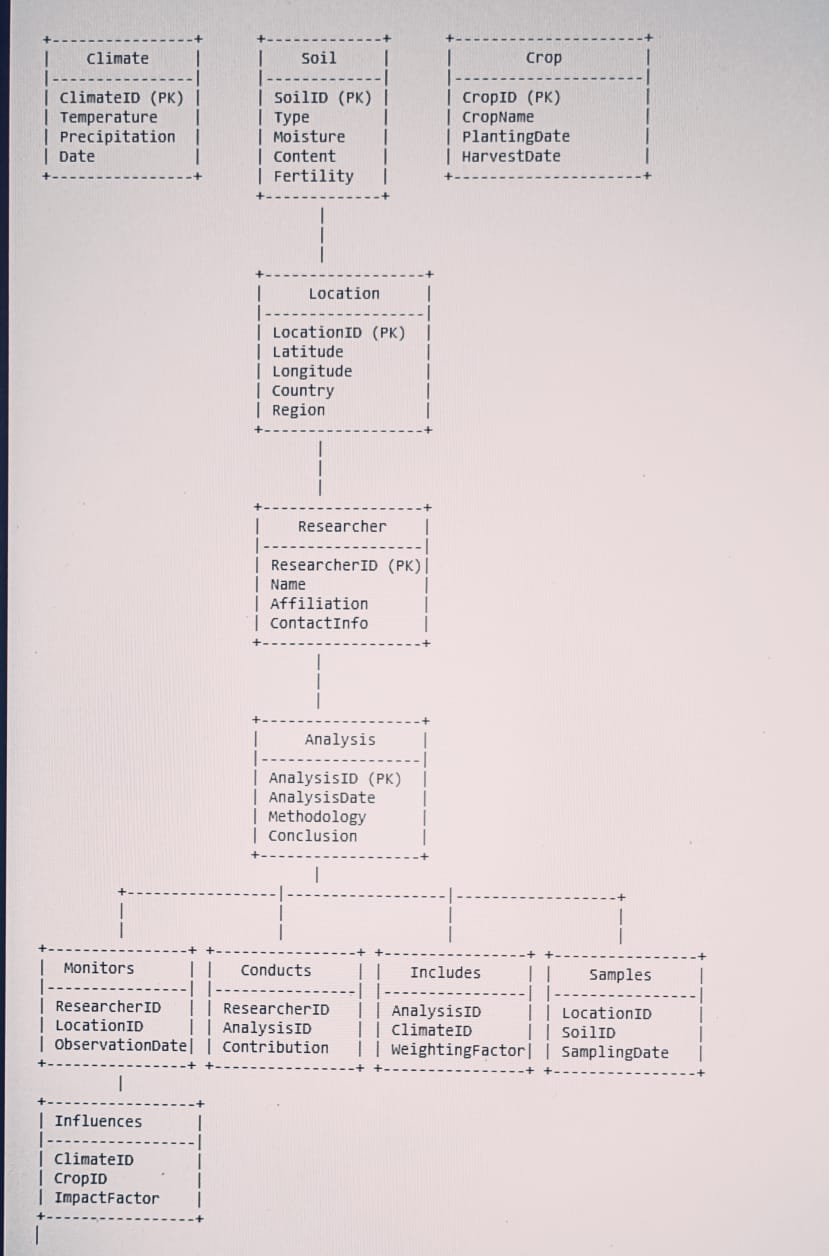 Climate
ClimateID (PK)
Temperature
Precipitation
Date
Soil
SoilID (PK)
Type
Moisture
Content
Fertility
Crop
CropID (PK)
CropName
PlantingDate
HarvestDate
Location
LocationID (PK)
Latitude
Longitude
Country
Region
Researcher
ResearcherID (PK)
Name
Affiliation
ContactInfo
Analysis
AnalysisID (PK)
AnalysisDate
Methodology
Conclusion
Monitors
ResearcherID
LocationID
ObservationDate
Conducts
ResearcherID
AnalysisID
Contribution
Includes
AnalysisID
ClimateID
WeightingFactor
Samples
LocationID
SoilID
SamplingDate
Influences
ClimateID
CropID
ImpactFactor